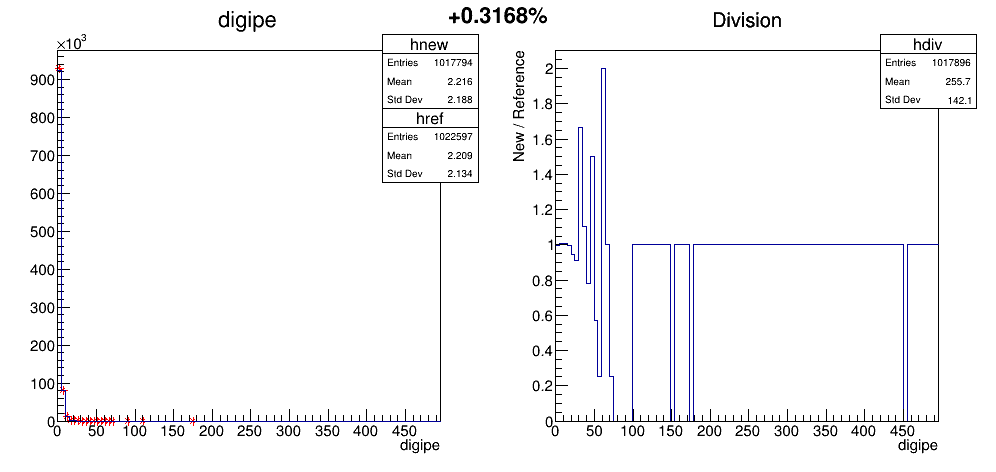 +0.3168%
digipe
×10³
hnew
Entries 1017794
Mean 2.216
Std Dev 2.188
href
Entries 1022597
Mean 2.209
Std Dev 2.134
900
800
700
600
500
400
300
200
100
0
0 50 100 150 200 250 300 350 400 450
digipe
Division
hdiv
Entries 1017896
Mean 255.7
Std Dev 142.1
New / Reference
2
1.8
1.6
1.4
1.2
1
0.8
0.6
0.4
0.2
0
0 50 100 150 200 250 300 350 400 450
digipe